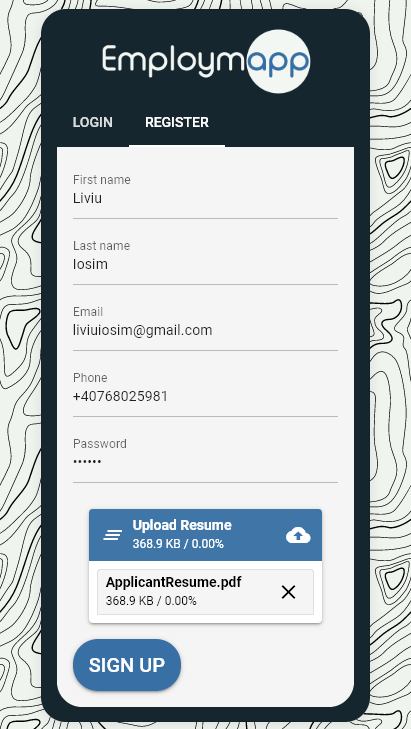 Employmapp
LOGIN REGISTER
First name
Liviu
Last name
Iosim
Email
liviuiosim@gmail.com
Phone
+40768025981
Password
••••••
Upload Resume
368.9 KB / 0.00%
ApplicantResume.pdf
368.9 KB / 0.00%
SIGN UP